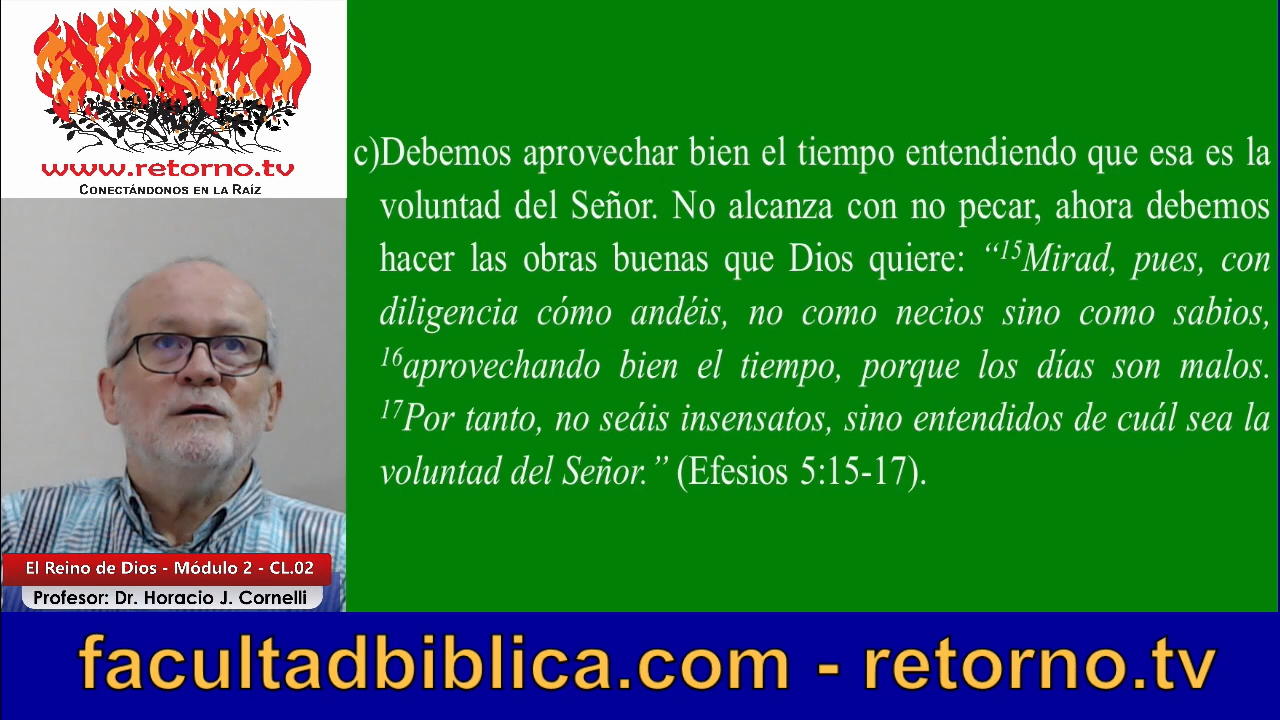 www.retorno.tv
CONECTÁNDONOS EN LA RAÍZ
c)Debemos aprovechar bien el tiempo entendiendo que esa es la
voluntad del Señor. No alcanza con no pecar, ahora debemos
hacer las obras buenas que Dios quiere: “15Mirad, pues, con
diligencia cómo andéis, no como necios sino como sabios,
16aprovechando bien el tiempo, porque los días son malos.
17Por tanto, no seáis insensatos, sino entendidos de cuál sea la
voluntad del Señor.” (Efesios 5:15-17).
El Reino de Dios - Módulo 2 - CL.02
Profesor: Dr. Horacio J. Cornelli
facultadbiblica.com - retorno.tv